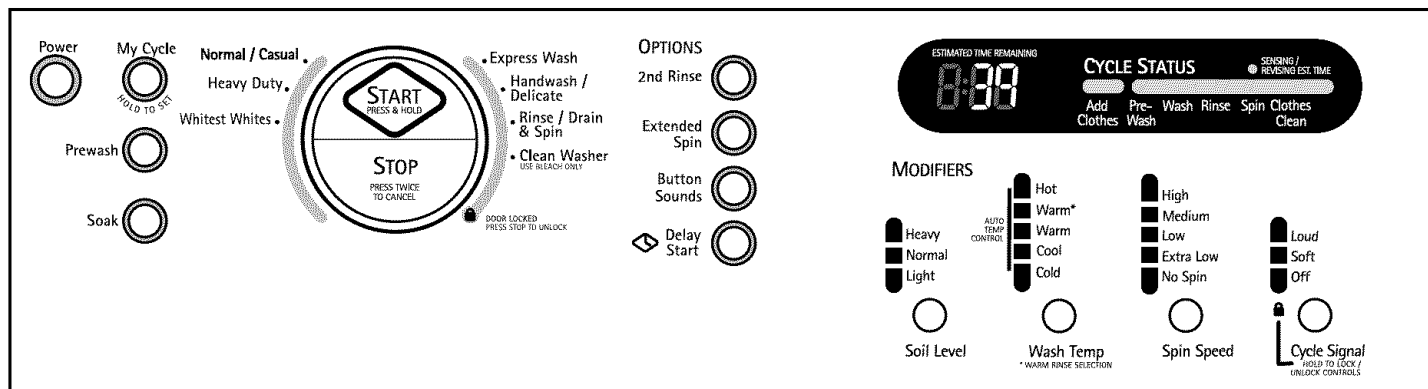 Power
My Cycle
HOLD TO SET
Prewash
Soak
Normal / Casual
Heavy Duty
Whitest Whites
START
PRESS & HOLD
STOP
PRESS TWICE
TO CANCEL
Express Wash
Handwash /
Delicate
Rinse / Drain
& Spin
Clean Washer
USE BLEACH ONLY
DOOR LOCKED
PRESS STOP TO UNLOCK
OPTIONS
2nd Rinse
Extended
Spin
Button
Sounds
Delay
Start
ESTIMATED TIME REMAINING
39
CYCLE STATUS
SENSING /
REVISING EST. TIME
Add
Clothes
Pre-
Wash
Wash
Rinse
Spin
Clothes
Clean
MODIFIERS
Heavy
Normal
Light
Soil Level
AUTO
TEMP
CONTROL
Hot
Warm*
Warm
Cool
Cold
Wash Temp
* WARM RINSE SELECTION
High
Medium
Low
Extra Low
No Spin
Spin Speed
Loud
Soft
Off
Cycle Signal
HOLD TO LOCK /
UNLOCK CONTROLS